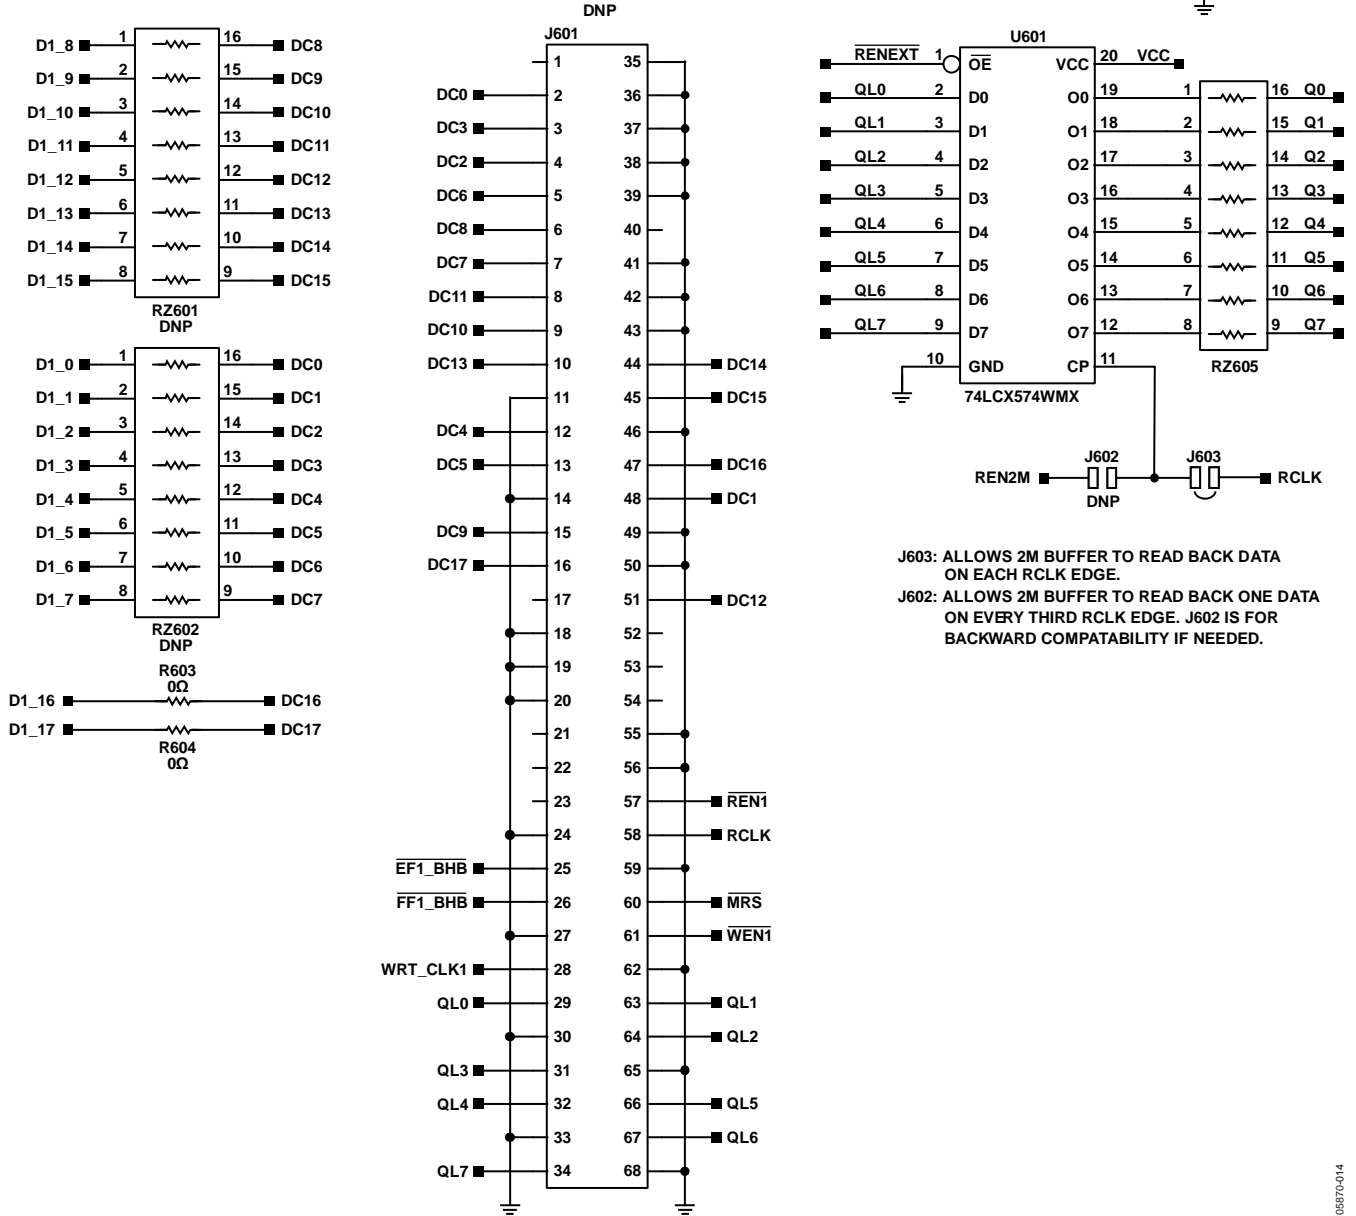 D1_8 1 16 DC8
D1_9 2 15 DC9
D1_10 3 14 DC10
D1_11 4 13 DC11
D1_12 5 12 DC12
D1_13 6 11 DC13
D1_14 7 10 DC14
D1_15 8 9 DC15
RZ601
DNP
D1_0 1 16 DC0
D1_1 2 15 DC1
D1_2 3 14 DC2
D1_3 4 13 DC3
D1_4 5 12 DC4
D1_5 6 11 DC5
D1_6 7 10 DC6
D1_7 8 9 DC7
RZ602
DNP
R603
0Ω
D1_16 DC16
D1_17 DC17
R604
0Ω
DNP
J601
1 35
DC0 2 36
DC3 3 37
DC2 4 38
DC6 5 39
DC8 6 40
DC7 7 41
DC11 8 42
DC10 9 43
DC13 10 44 DC14
11 45 DC15
DC4 12 46
DC5 13 47 DC16
14 48 DC1
DC9 15 49
DC17 16 50
17 51 DC12
18 52
19 53
20 54
21 55
22 56
23 57 REN1
24 58 RCLK
EF1_BHB 25 59
FF1_BHB 26 60 MRS
27 61 WEN1
WRT_CLK1 28 62
QL0 29 63 QL1
30 64 QL2
QL3 31 65
QL4 32 66 QL5
33 67 QL6
QL7 34 68
U601
RENEXT 1 OE VCC 20 VCC
QL0 2 D0 O0 19 1 16 Q0
QL1 3 D1 O1 18 2 15 Q1
QL2 4 D2 O2 17 3 14 Q2
QL3 5 D3 O3 16 4 13 Q3
QL4 6 D4 O4 15 5 12 Q4
QL5 7 D5 O5 14 6 11 Q5
QL6 8 D6 O6 13 7 10 Q6
QL7 9 D7 O7 12 8 9 Q7
10 GND CP 11 RZ605
74LCX574WMX
J602 J603
REN2M RCLK
DNP
J603: ALLOWS 2M BUFFER TO READ BACK DATA
ON EACH RCLK EDGE.
J602: ALLOWS 2M BUFFER TO READ BACK ONE DATA
ON EVERY THIRD RCLK EDGE. J602 IS FOR
BACKWARD COMPATABILITY IF NEEDED.
05870-014